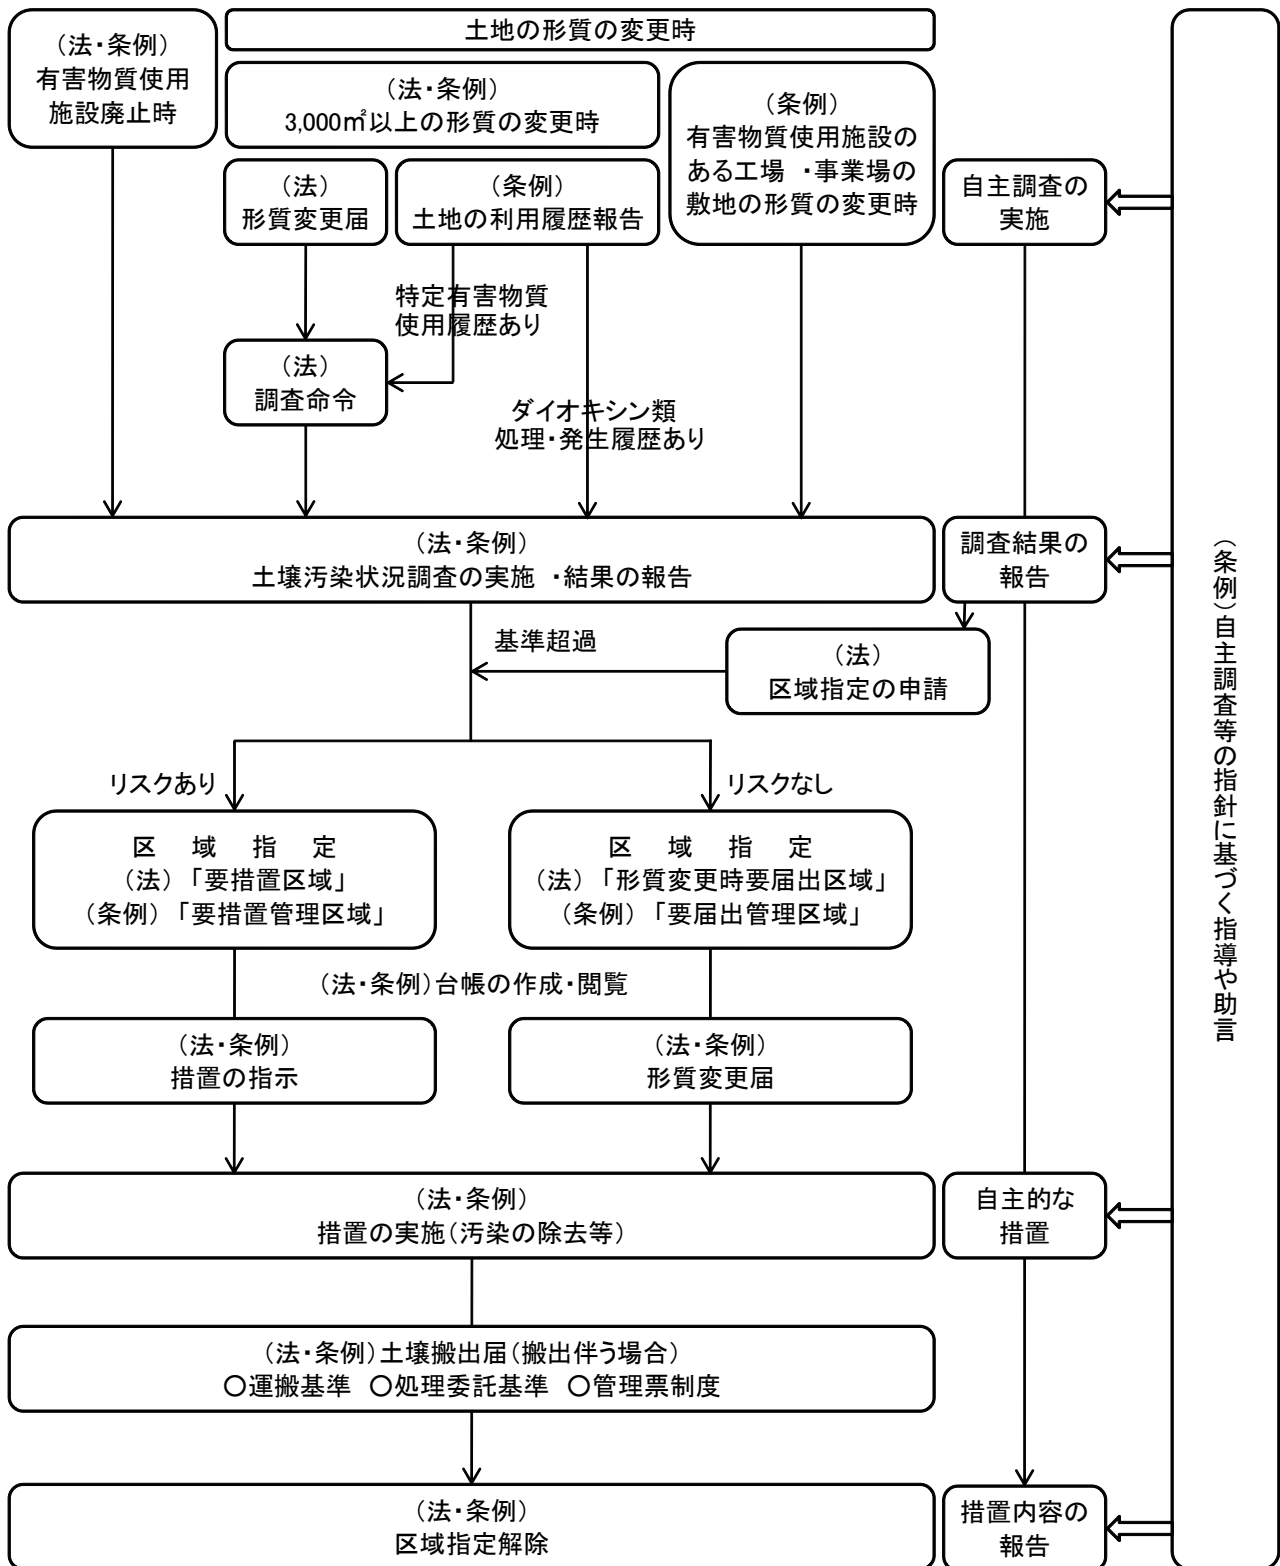 (法・条例)
有害物質使用
施設廃止時
土地の形質の変更時
(法・条例)
3,000㎡以上の形質の変更時
(条例)
有害物質使用施設の
ある工場 ・事業場の
敷地の形質の変更時
(法)
形質変更届
(条例)
土地の利用履歴報告
自主調査の
実施
特定有害物質
使用履歴あり
(法)
調査命令
ダイオキシン類
処理・発生履歴あり
(法・条例)
土壌汚染状況調査の実施 ・結果の報告
調査結果の
報告
基準超過
(法)
区域指定の申請
リスクあり
リスクなし
区 域 指 定
(法)「要措置区域」
(条例)「要措置管理区域」
区 域 指 定
(法)「形質変更時要届出区域」
(条例)「要届出管理区域」
(法・条例)台帳の作成・閲覧
(法・条例)
措置の指示
(法・条例)
形質変更届
(法・条例)
措置の実施(汚染の除去等)
自主的な
措置
(法・条例)土壌搬出届(搬出伴う場合)
○運搬基準 ○処理委託基準 ○管理票制度
(法・条例)
区域指定解除
措置内容の
報告
(条例)自主調査等の指針に基づく指導や助言